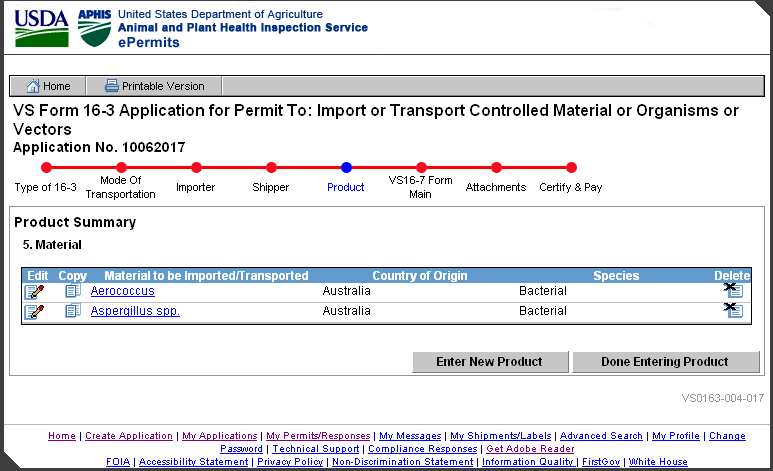 USDA APHIS United States Department of Agriculture
Animal and Plant Health Inspection Service
ePermits
Home Printable Version
VS Form 16-3 Application for Permit To: Import or Transport Controlled Material or Organisms or
Vectors
Application No. 10062017
Type of 16-3 Mode Of Transportation Importer Shipper Product VS16-7 Form Main Attachments Certify & Pay
Product Summary
5. Material
Edit Copy Material to be Imported/Transported Country of Origin Species Delete
Aerococcus Australia Bacterial
Aspergillus spp. Australia Bacterial
Enter New Product Done Entering Product
VS0163-004-017
Home | Create Application | My Applications | My Permits/Responses | My Messages | My Shipments/Labels | Advanced Search | My Profile | Change
Password | Technical Support | Compliance Responses | Get Adobe Reader
FOIA | Accessibility Statement | Privacy Policy | Non-Discrimination Statement | Information Quality | FirstGov | White House